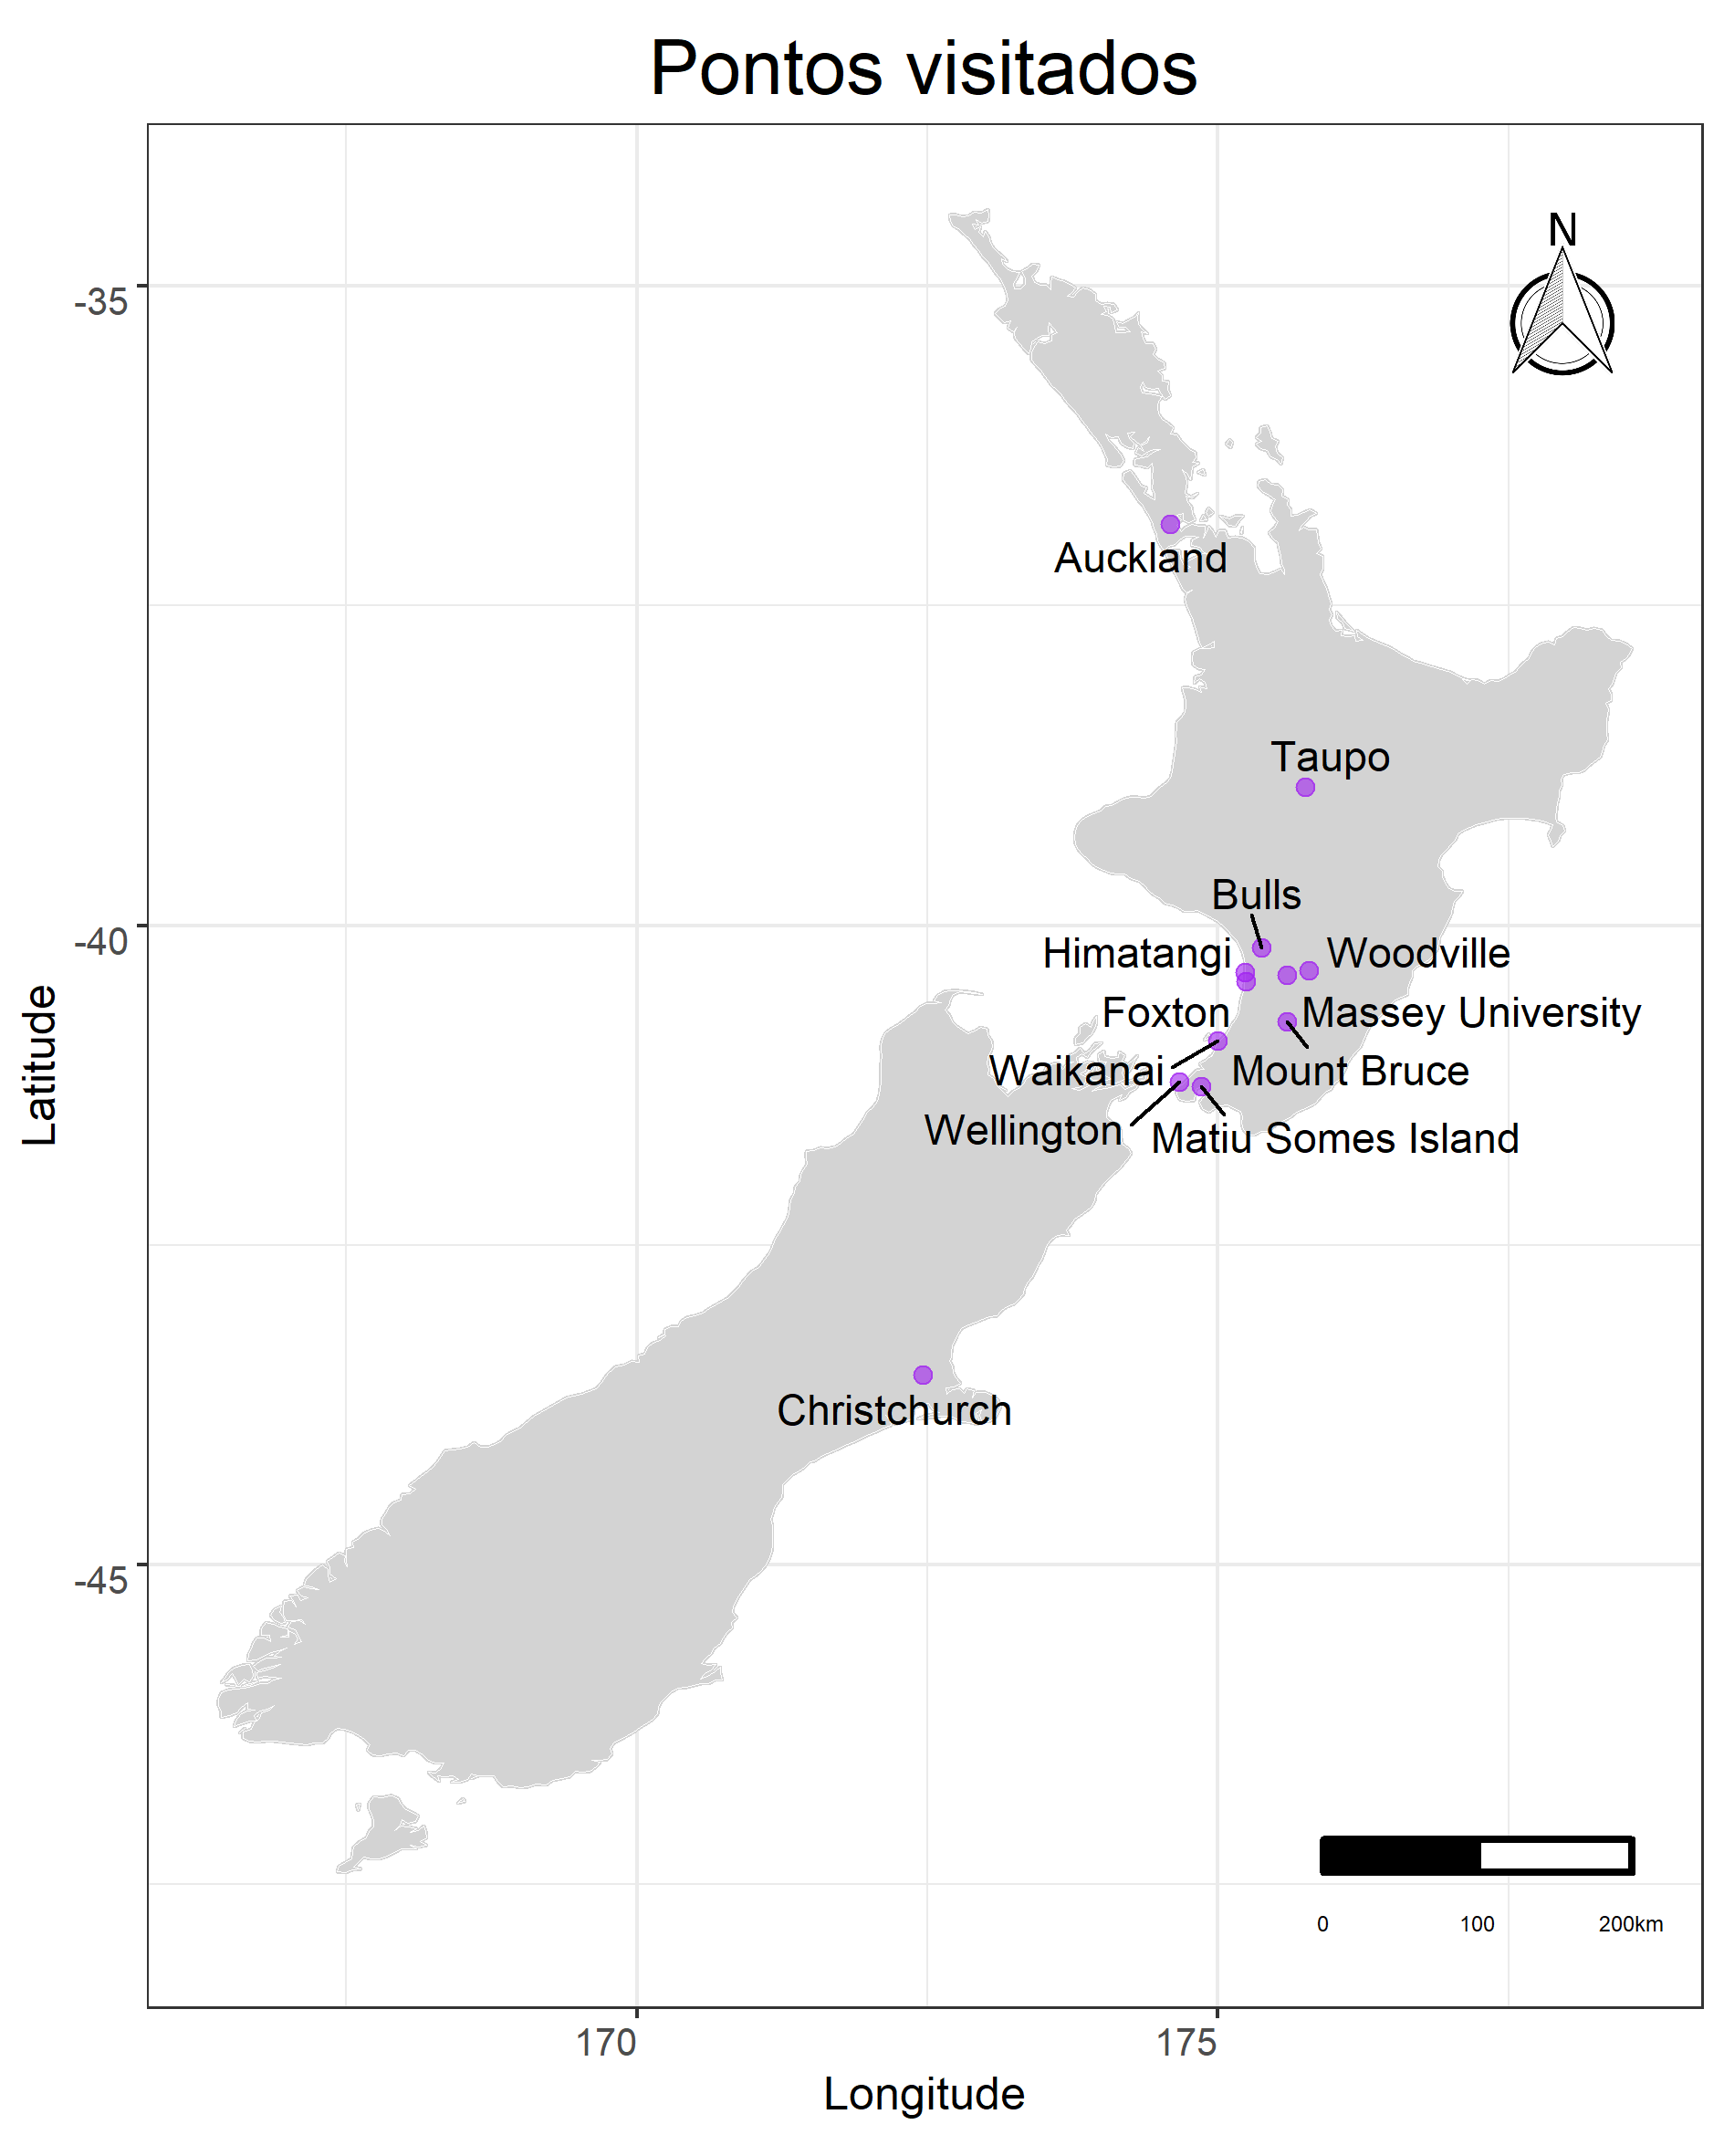 Pontos visitados
N
-35
Auckland
Taupo
Bulls
-40
Himatangi
Woodville
Foxton
Massey University
Waikanai
Mount Bruce
Wellington
Matiu Somes Island
Latitude
Christchurch
-45
0 100 200km
170 175
Longitude